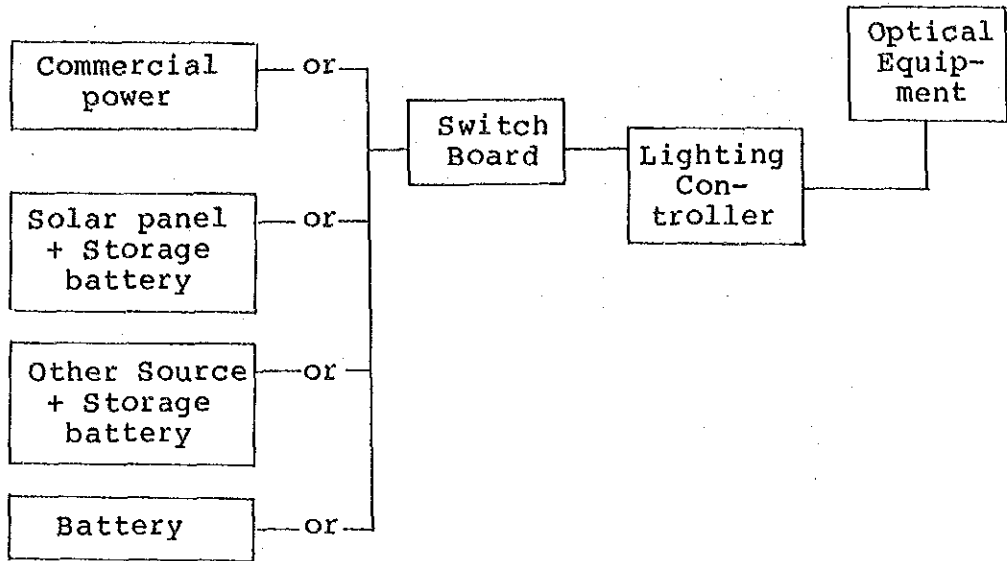 Commercial
power
or
Solar panel
+ Storage
battery
or
Other Source
+ Storage
battery
or
Battery
or
Switch
Board
Lighting
Con-
troller
Optical
Equip-
ment